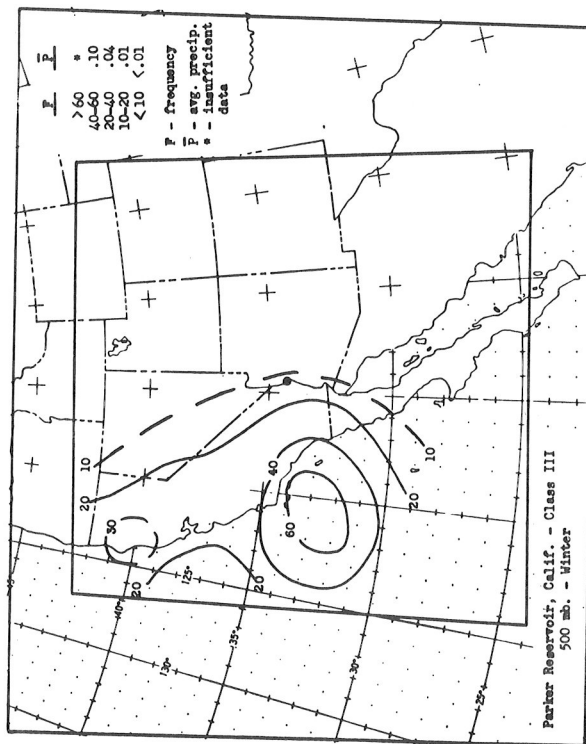 F P
>60 *
40-60 .10
20-40 .04
10-20 .01
<10 <.01
F - frequency
P̄ - avg. precip.
* - insufficient
data
10
20
30
40
60
20
20
20
10
125°
130°
40°
35°
30°
25°
Parker Reservoir, Calif. - Class III
500 mb. - Winter